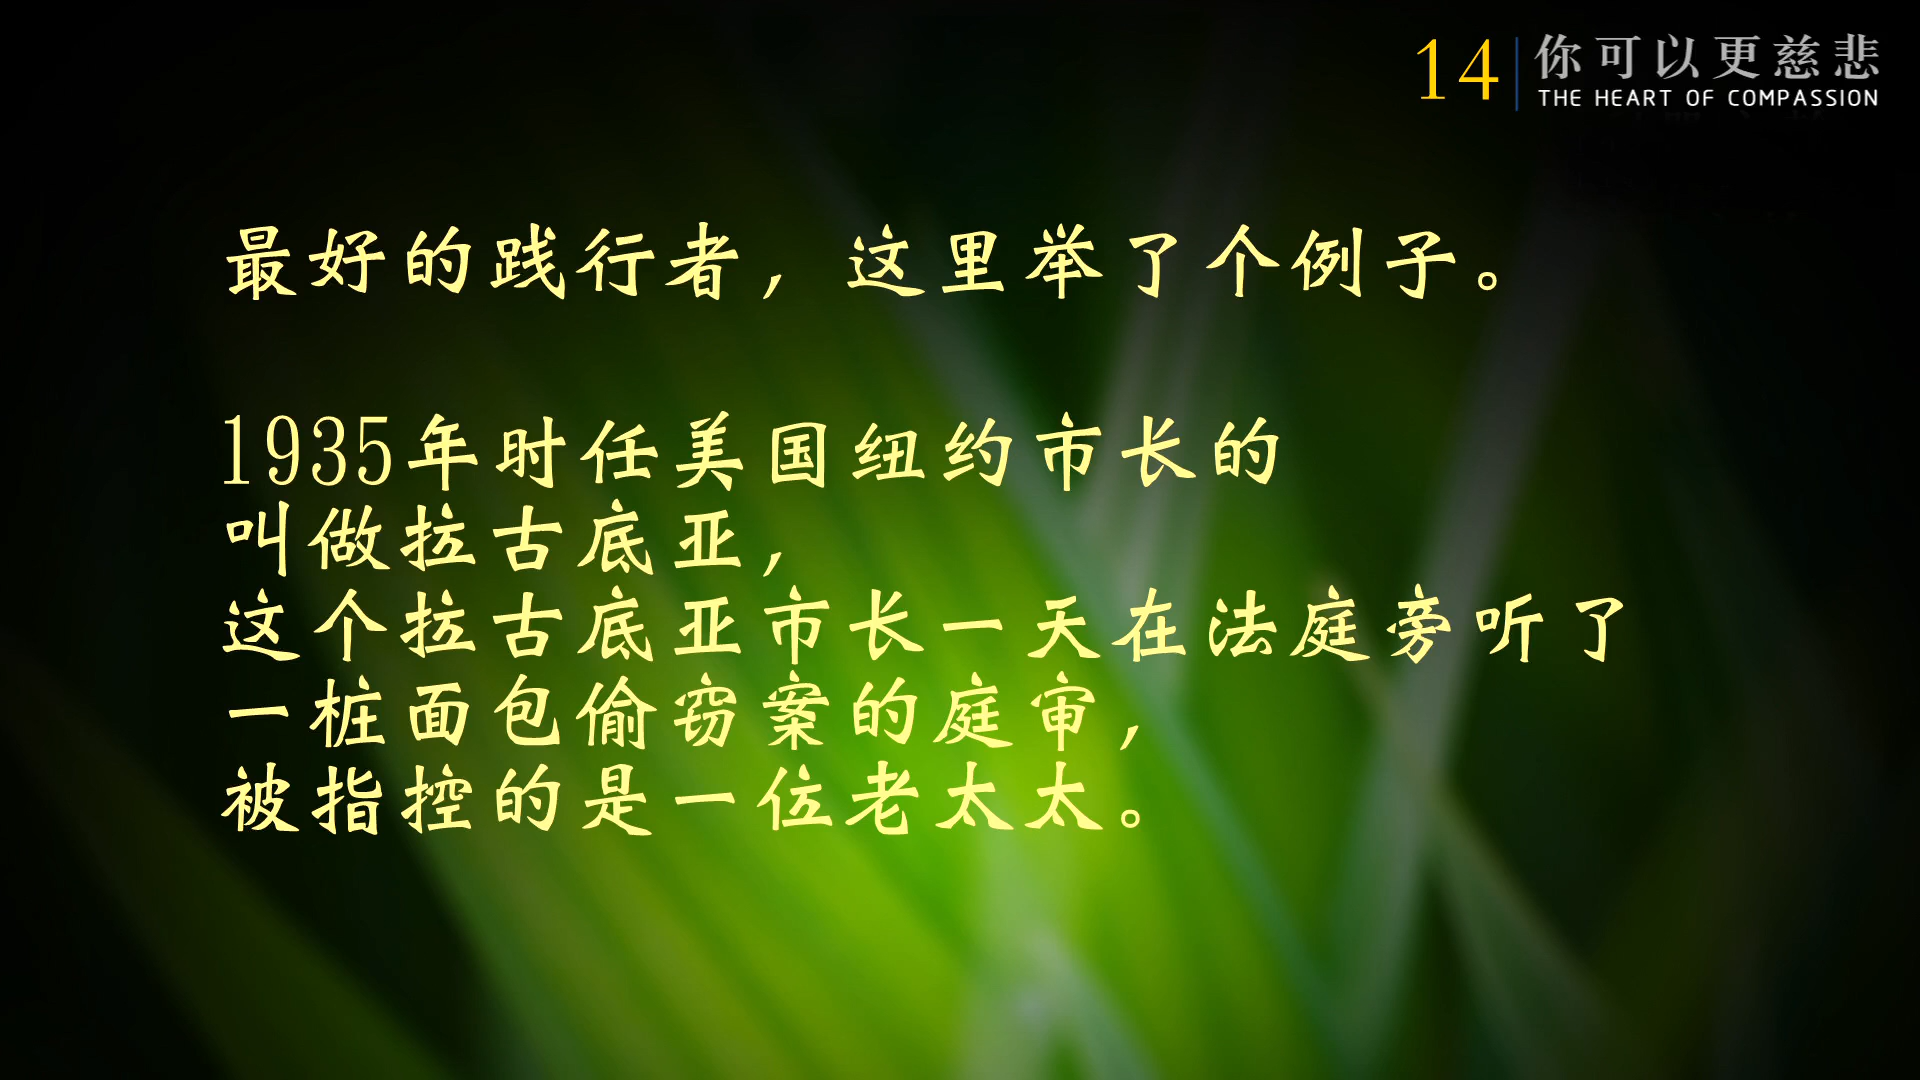 14
你可以更慈悲
THE HEART OF COMPASSION
最好的践行者，这里举了个例子。
1935年时任美国纽约市长的
叫做拉古底亚，
这个拉古底亚市长一天在法庭旁听了
一桩面包偷窃案的庭审，
被指控的是一位老太太。